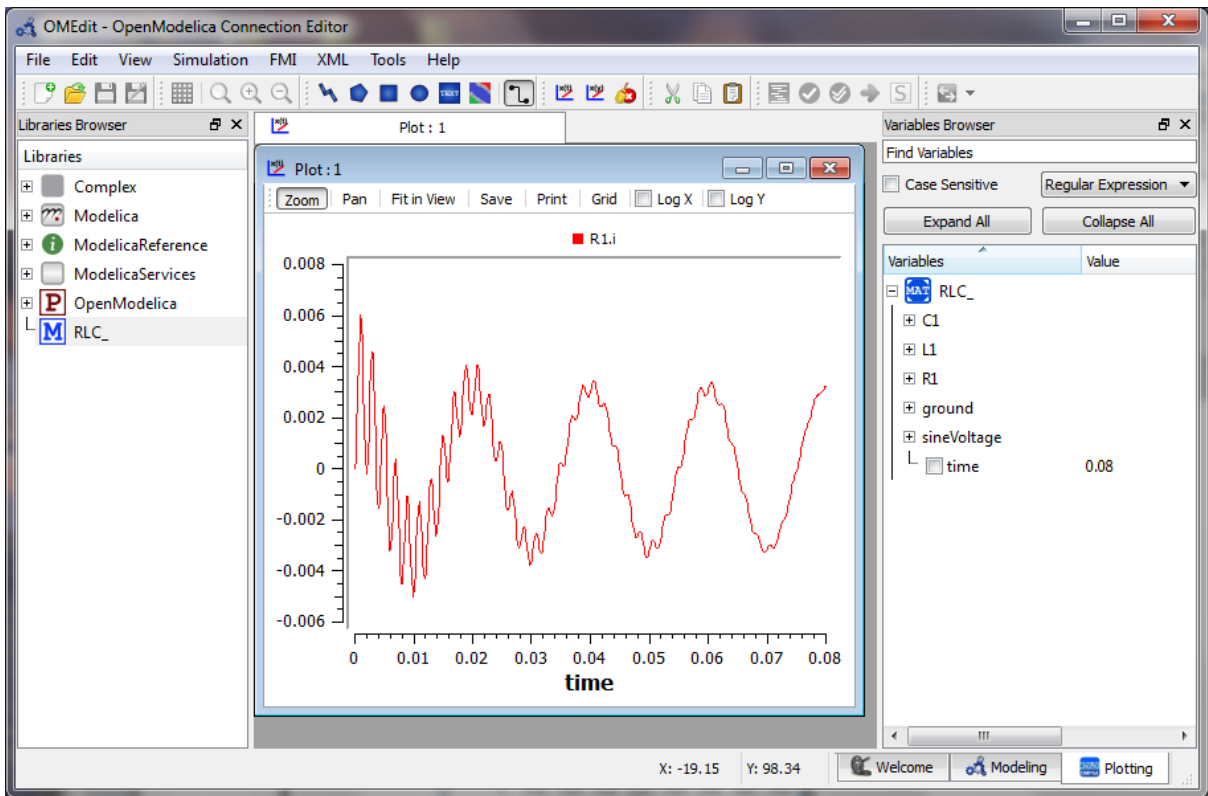 OMEdit - OpenModelica Connection Editor
File Edit View Simulation FMI XML Tools Help
TEXT
S
Libraries Browser
Plot : 1
Variables Browser
Libraries
Complex
Modelica
ModelicaReference
ModelicaServices
P OpenModelica
M RLC_
Plot : 1
Zoom Pan Fit in View Save Print Grid Log X Log Y
R1.i
0.008
0.006
0.004
0.002
0
-0.002
-0.004
-0.006
0 0.01 0.02 0.03 0.04 0.05 0.06 0.07 0.08
time
Find Variables
Case Sensitive Regular Expression
Expand All Collapse All
Variables Value
MAT RLC_
C1
L1
R1
ground
sineVoltage
time 0.08
X: -19.15 Y: 98.34 Welcome Modeling Plotting